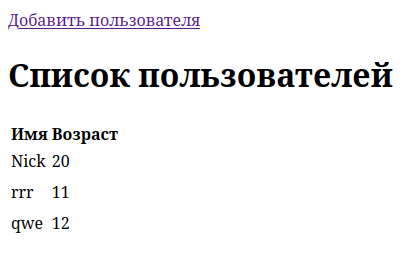 Добавить пользователя
Список пользователей
Имя Возраст
Nick 20
rrr 11
qwe 12